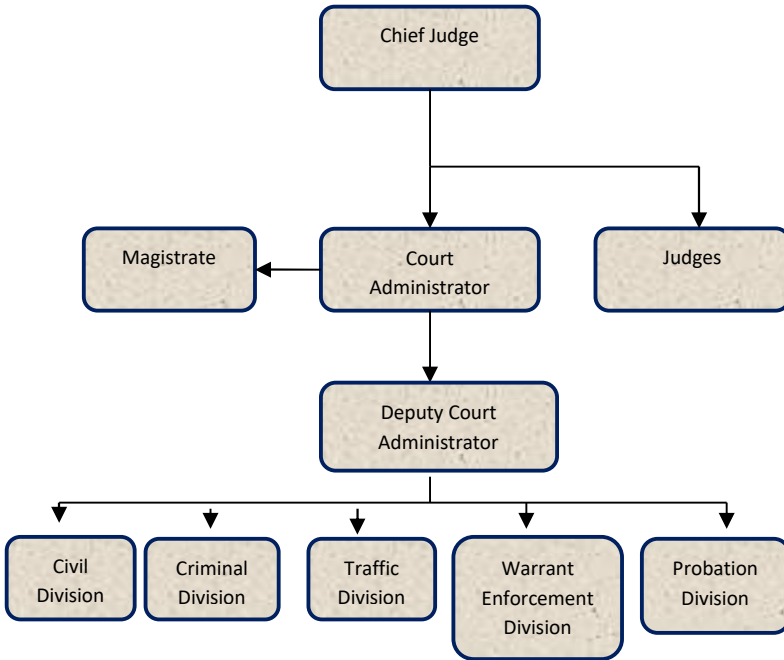 Chief Judge
Magistrate
Court
Administrator
Judges
Deputy Court
Administrator
Civil
Division
Criminal
Division
Traffic
Division
Warrant
Enforcement
Division
Probation
Division